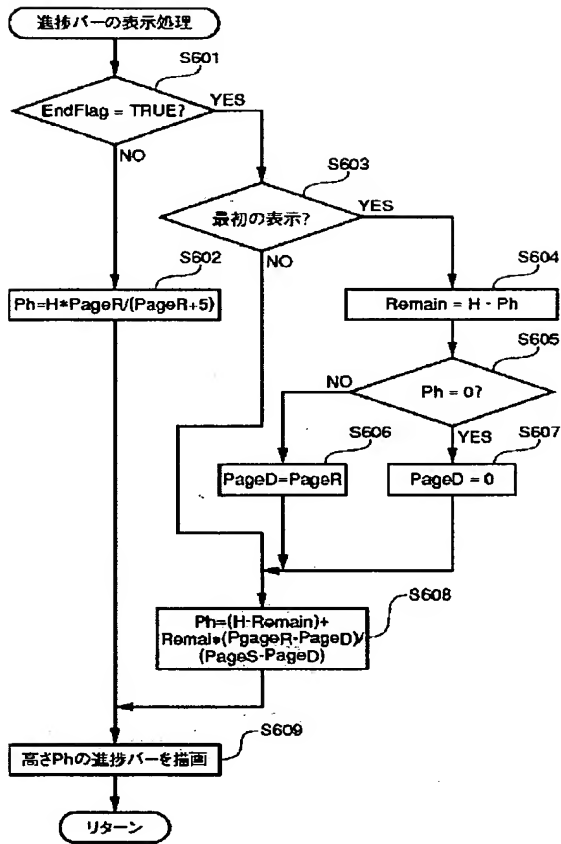 進捗バーの表示処理
S601
EndFlag = TRUE?
YES
NO
S603
最初の表示?
YES
NO
S602
Ph=H*PageR/(PageR+5)
S604
Remain = H - Ph
S605
Ph = 0?
NO
YES
S606
PageD=PageR
S607
PageD = 0
S608
Ph=(H-Remain)+
Remai*(PgageR-PageD)/
(PageS-PageD)
S609
高さPhの進捗バーを描画
リターン